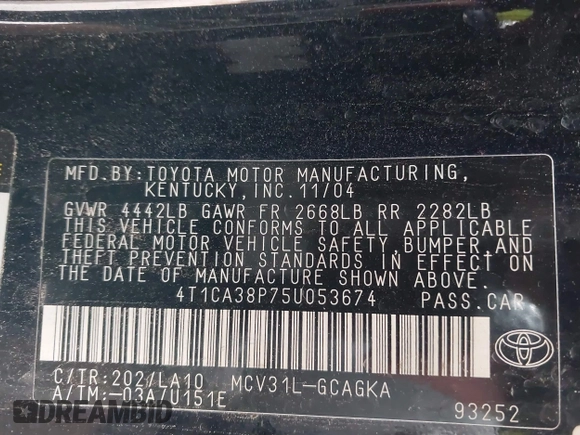 MFD.BY:TOYOTA MOTOR MANUFACTURING,
KENTUCKY,INC.11/04
GVWR 4442LB GAWR FR 2668LB RR 2282LB
THIS VEHICLE CONFORMS TO ALL APPLICABLE
FEDERAL MOTOR VEHICLE SAFETY,BUMPER,AND
THEFT PREVENTION STANDARDS IN EFFECT ON
THE DATE OF MANUFACTURE SHOWN ABOVE.
4T1CA38P75U053674 PASS.CAR
C/TR:202/LA10 MCV31L-GCAGKA
A/TM:-03A/U151E
93252
DREAMBID